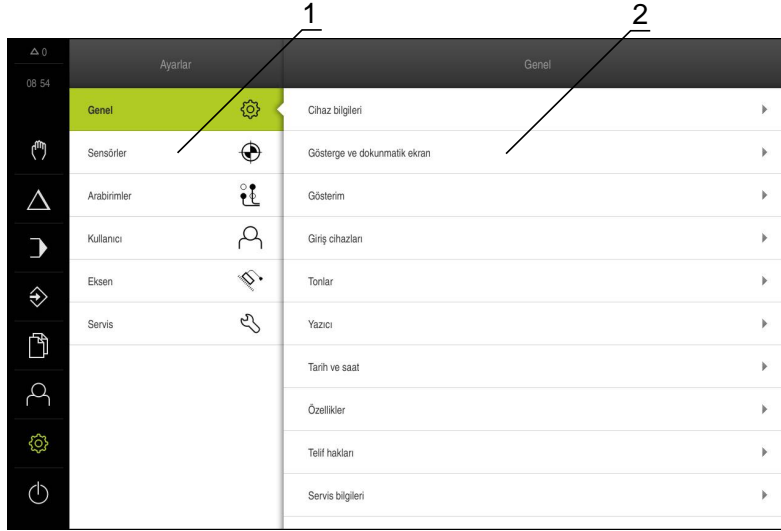 1
2
0
08 54
Ayarlar
Genel
Genel
Sensörler
Arabirimler
Kullanıcı
Eksen
Servis
Cihaz bilgileri
Gösterge ve dokunmatik ekran
Gösterim
Giriş cihazları
Tonlar
Yazıcı
Tarih ve saat
Özellikler
Telif hakları
Servis bilgileri